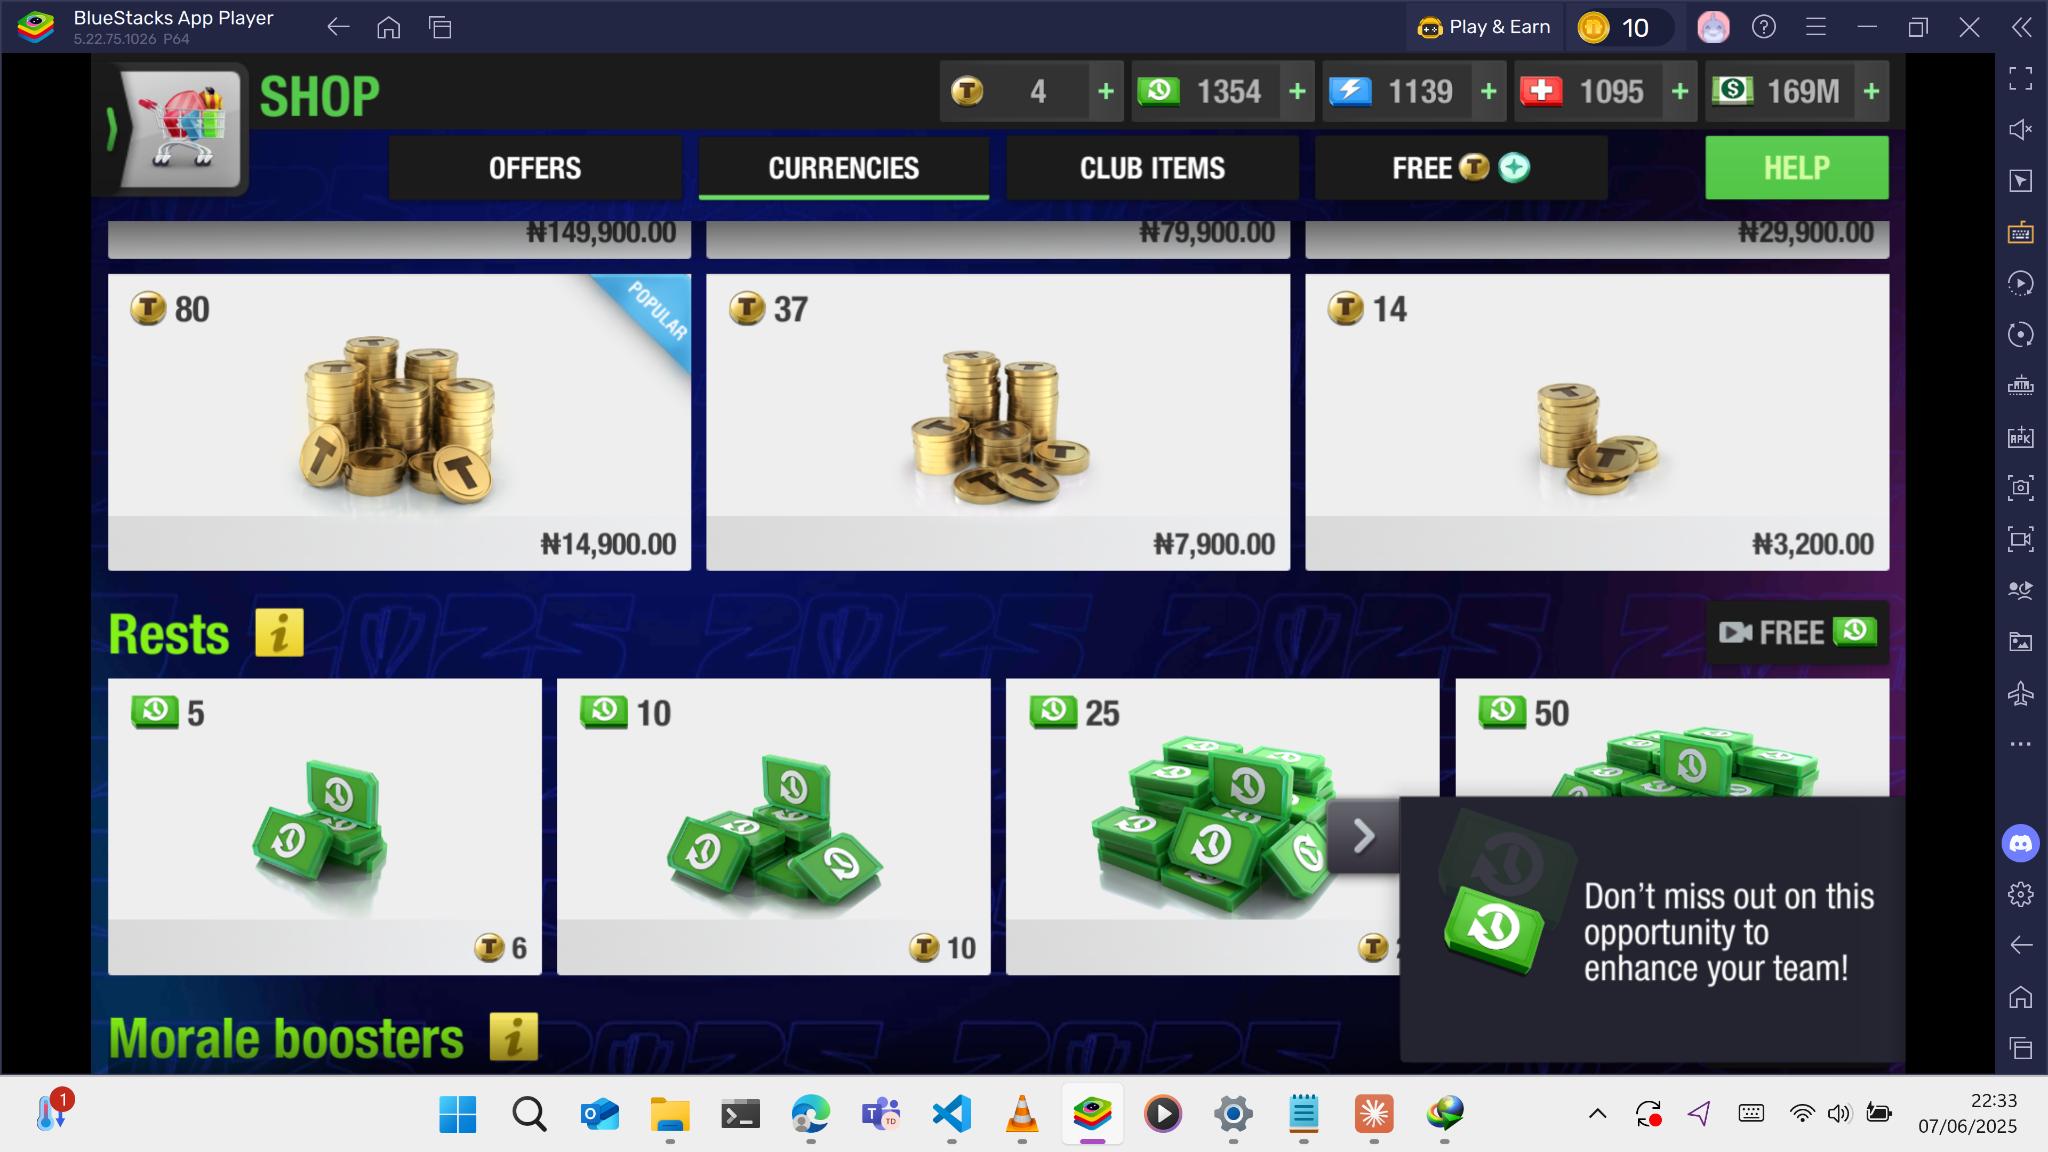 BlueStacks App Player
5.22.75.1026 P64
Play & Earn
10
SHOP
4 +
1354 +
1139 +
1095 +
169M +
OFFERS
CURRENCIES
CLUB ITEMS
FREE
HELP
₦149,900.00
₦79,900.00
₦29,900.00
80
POPULAR
₦14,900.00
37
₦7,900.00
14
₦3,200.00
Rests
FREE
5
6
10
10
25
50
Don't miss out on this
opportunity to
enhance your team!
Morale boosters
1
22:33
07/06/2025